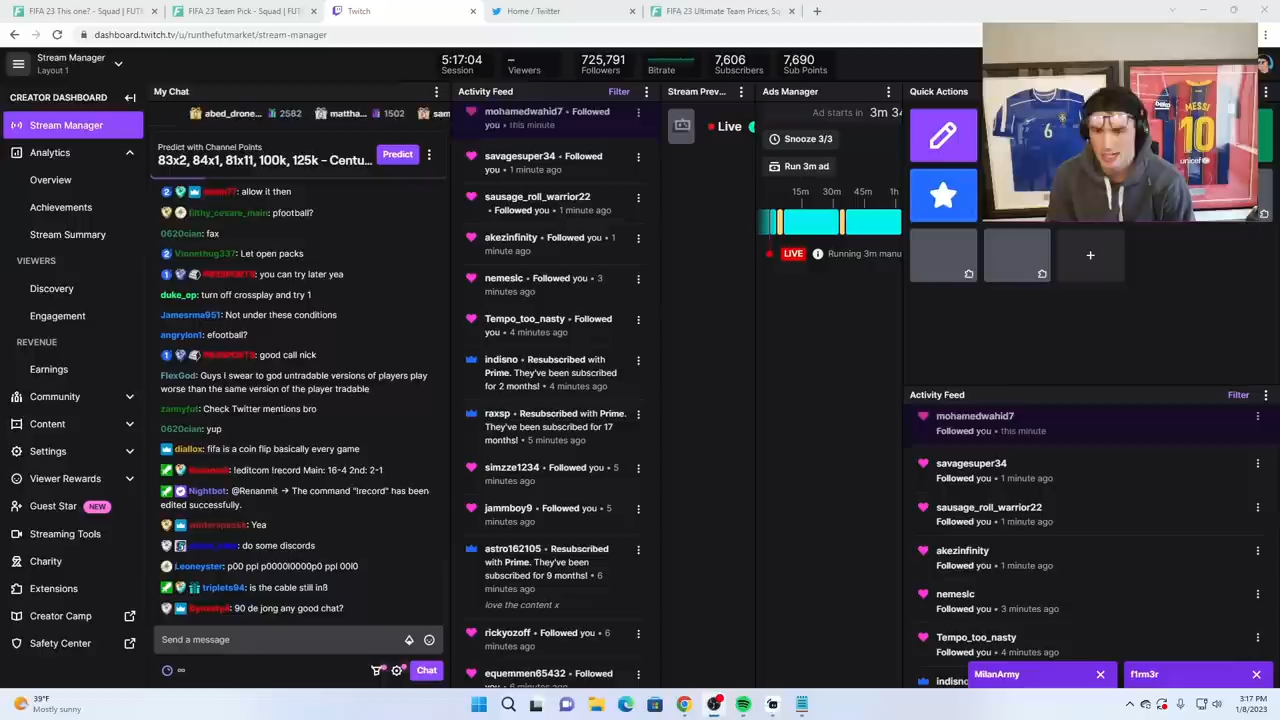 FIFA 23 This one? - Squad | FUTE
FIFA 23 Team Pick - Squad | FUT
Twitch
Home / Twitter
FIFA 23 Ultimate Team Prices, Sq
dashboard.twitch.tv/u/runthefutmarket/stream-manager
Stream Manager
Layout 1
5:17:04
Session
–
Viewers
725,791
Followers
Bitrate
7,606
Subscribers
7,690
Sub Points
CREATOR DASHBOARD
Stream Manager
Analytics
Overview
Achievements
Stream Summary
VIEWERS
Discovery
Engagement
REVENUE
Earnings
Community
Content
Settings
Viewer Rewards
Guest Star NEW
Streaming Tools
Charity
Extensions
Creator Camp
Safety Center
My Chat
abed_drone... 2582
mattha... 1502
sam
Predict with Channel Points
83x2, 84x1, 81x11, 100k, 125k - Centu...
Predict
: allow it then
filthy_cesare_main: pfootball?
0620cian: fax
Vionnthug337: Let open packs
: you can try later yea
duke_op: turn off crossplay and try 1
Jamesrma951: Not under these conditions
angrylon1: efootball?
: good call nick
FlexGod: Guys I swear to god untradable versions of players play
worse than the same version of the player tradable
zamyful: Check Twitter mentions bro
0620cian: yup
diallox: fifa is a coin flip basically every game
: !editcom !record Main: 16-4 2nd: 2-1
Nightbot: @Renanmit → The command "!record" has been
edited successfully.
: Yea
: do some discords
Leoneyster: p00 ppl p0000l0000p0 ppl 00l0
triplets94: is the cable still in$
: 90 de jong any good chat?
Send a message
Chat
Activity Feed
Filter
mohamedwahid7 • Followed
you • this minute
savagesuper34 • Followed
you • 1 minute ago
sausage_roll_warrior22
• Followed you • 1 minute ago
akezinfinity • Followed you • 1
minute ago
nemeslc • Followed you • 3
minutes ago
Tempo_too_nasty • Followed
you • 4 minutes ago
indisno • Resubscribed with
Prime. They've been subscribed
for 2 months! • 4 minutes ago
raxsp • Resubscribed with Prime.
They've been subscribed for 17
months! • 5 minutes ago
simzze1234 • Followed you • 5
minutes ago
jammboy9 • Followed you • 5
minutes ago
astro162105 • Resubscribed
with Prime. They've been
subscribed for 9 months! • 6
minutes ago
love the content x
rickyozoff • Followed you • 6
minutes ago
equemmen65432 • Followed
you • 6 minutes ago
Stream Prev...
Live
Ads Manager
Ad starts in 3m 34
Snooze 3/3
Run 3m ad
15m 30m 45m 1h
LIVE Running 3m manu
Quick Actions
6
MESSI
10
unicef
Activity Feed
Filter
mohamedwahid7
Followed you • this minute
savagesuper34
Followed you • 1 minute ago
sausage_roll_warrior22
Followed you • 1 minute ago
akezinfinity
Followed you • 1 minute ago
nemeslc
Followed you • 3 minutes ago
Tempo_too_nasty
Followed you • 4 minutes ago
indisno
MilanArmy
f1rm3r
39°F
Mostly sunny
3:17 PM
1/8/2023